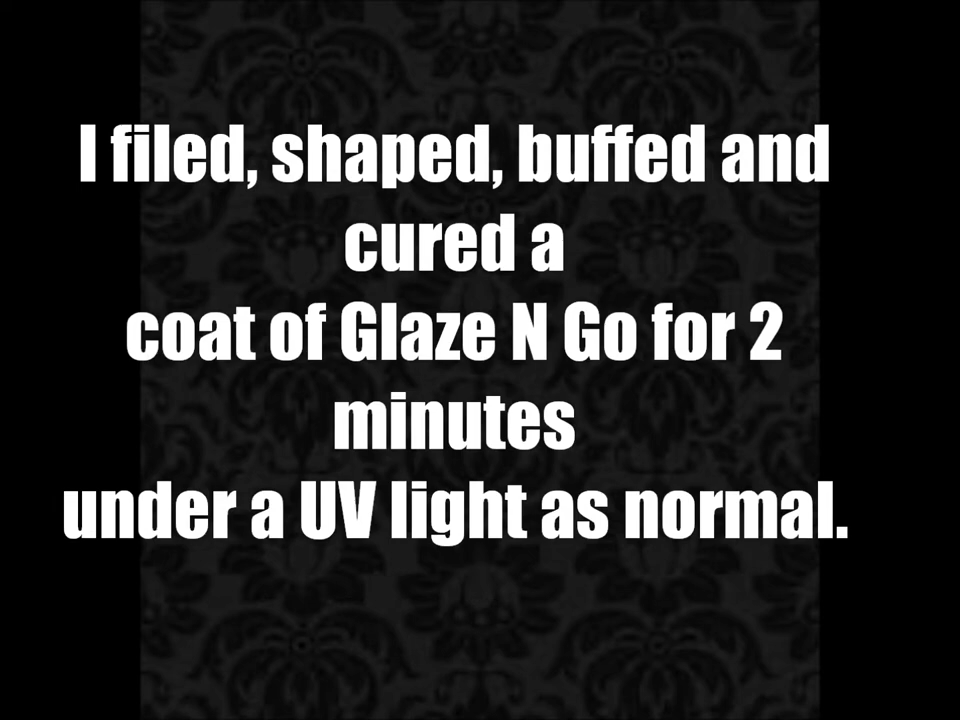 I filed, shaped, buffed and
cured a
coat of Glaze N Go for 2
minutes
under a UV light as normal.